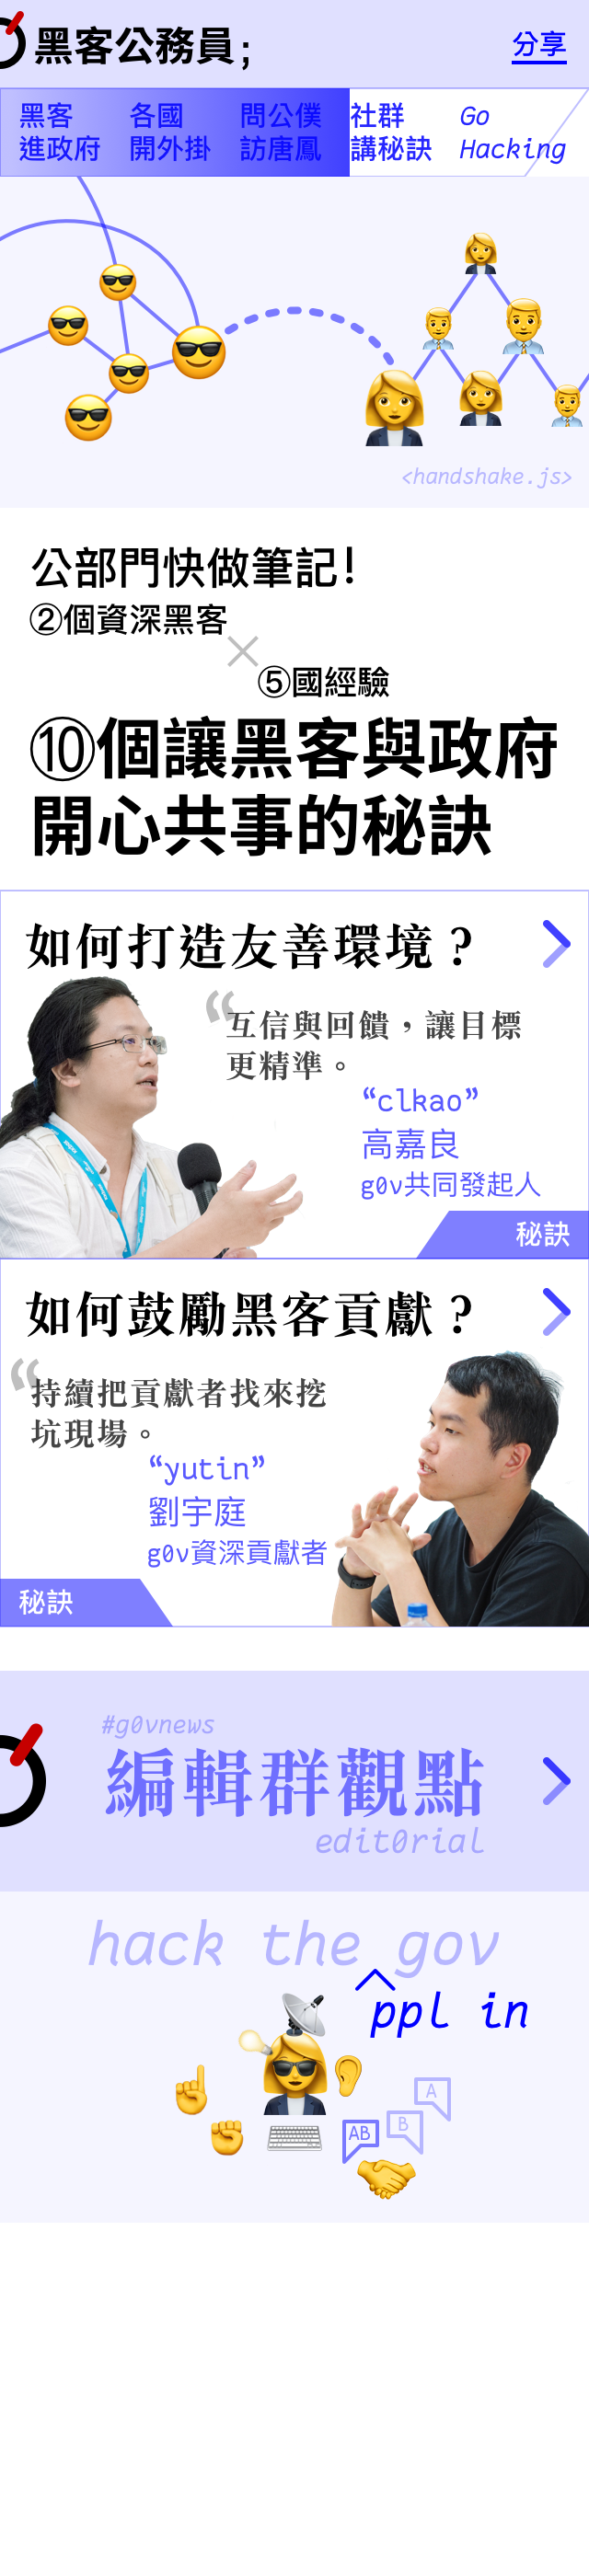 黑客公務員;
分享
黑客
進政府
各國
開外掛
問公僕
訪唐鳳
社群
講秘訣
Go
Hacking
<handshake.js>
公部門快做筆記!
②個資深黑客
×
⑤國經驗
⑩個讓黑客與政府
開心共事的秘訣
如何打造友善環境?
“互信與回饋,讓目標
更精準。
“clkao”
高嘉良
g0v共同發起人
秘訣
如何鼓勵黑客貢獻?
“持續把貢獻者找來挖
坑現場。
“yutin”
劉宇庭
g0v資深貢獻者
秘訣
#g0vnews
編輯群觀點
edit0rial
hack the gov
ppl in
A
B
AB